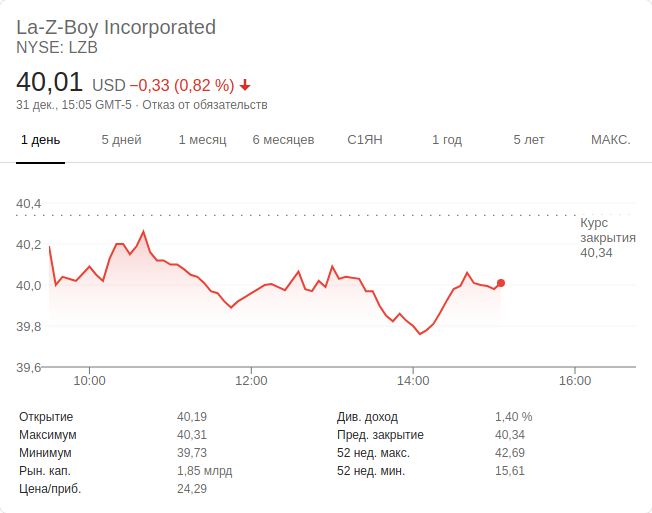 La-Z-Boy Incorporated
NYSE: LZB
40,01 USD −0,33 (0,82 %)
31 дек., 15:05 GMT-5 · Отказ от обязательств
1 день 5 дней 1 месяц 6 месяцев С1ЯН 1 год 5 лет МАКС.
40,4
Курс
закрытия
40,34
40,2
40,0
39,8
39,6
10:00 12:00 14:00 16:00
Открытие 40,19 Див. доход 1,40 %
Максимум 40,31 Пред. закрытие 40,34
Минимум 39,73 52 нед. макс. 42,69
Рын. кап. 1,85 млрд 52 нед. мин. 15,61
Цена/приб. 24,29